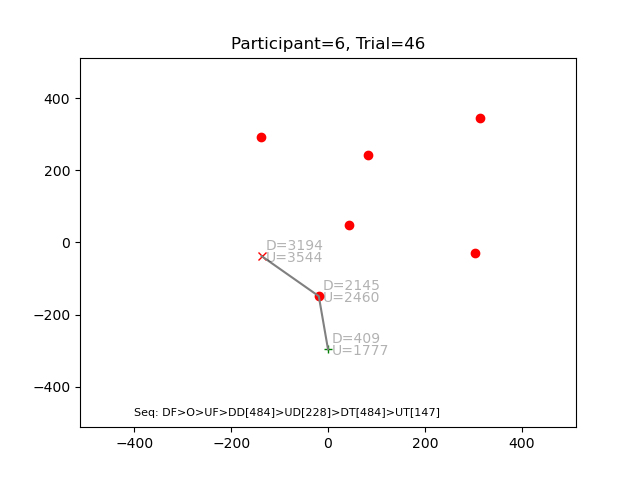 Participant=6, Trial=46
400
200
0
−200
−400
D=3194
U=3544
D=2145
U=2460
D=409
U=1777
Seq: DF>O>UF>DD[484]>UD[228]>DT[484]>UT[147]
−400
−200
0
200
400